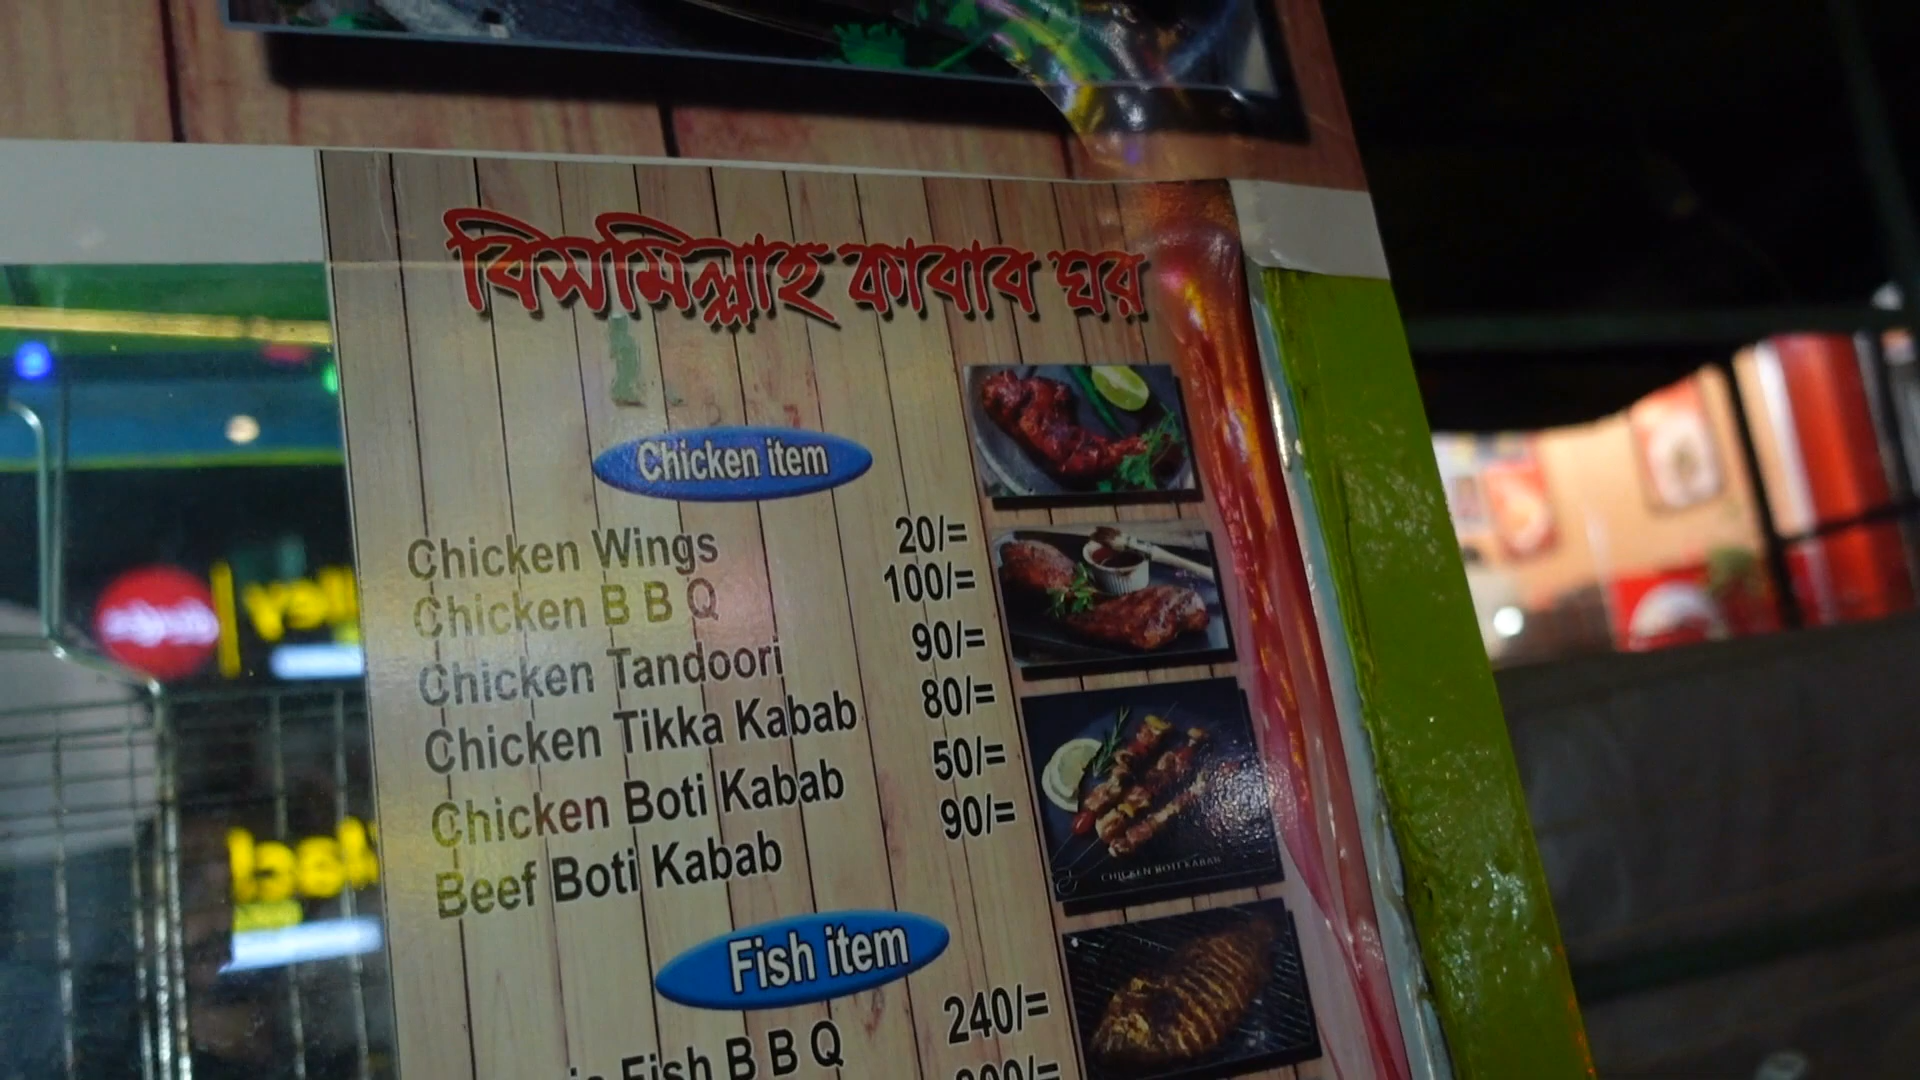 বিসমিল্লাহ কাবাব ঘর
Chicken item
Chicken Wings 20/=
Chicken B B Q 100/=
Chicken Tandoori 90/=
Chicken Tikka Kabab 80/=
Chicken Boti Kabab 50/=
Beef Boti Kabab 90/=
CHICKEN BOTI KABAB
Fish item
Fish B B Q 240/=